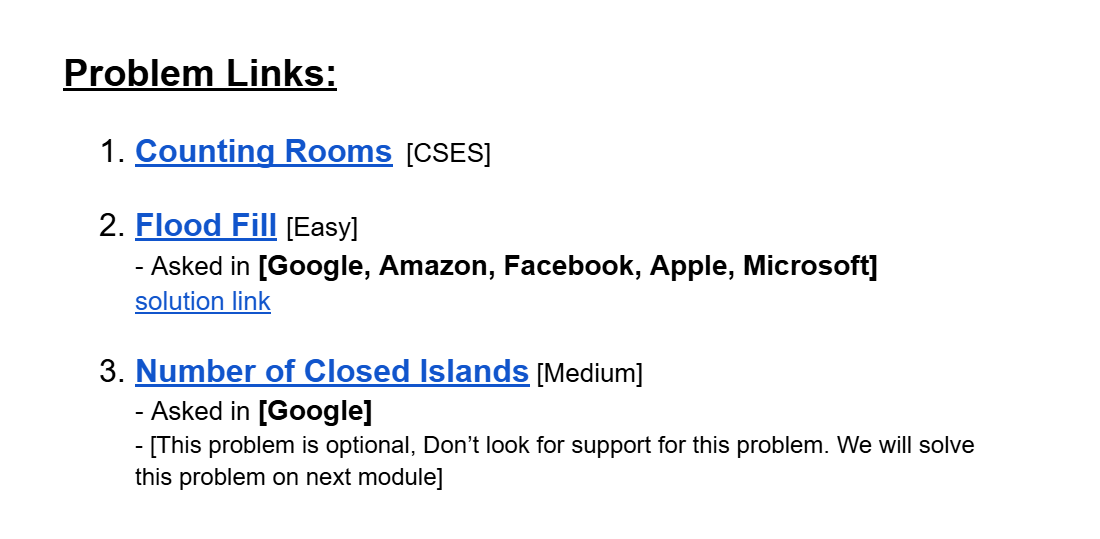 Problem Links:
1. Counting Rooms [CSES]
2. Flood Fill [Easy]
- Asked in [Google, Amazon, Facebook, Apple, Microsoft]
solution link
3. Number of Closed Islands [Medium]
- Asked in [Google]
- [This problem is optional, Don’t look for support for this problem. We will solve
this problem on next module]